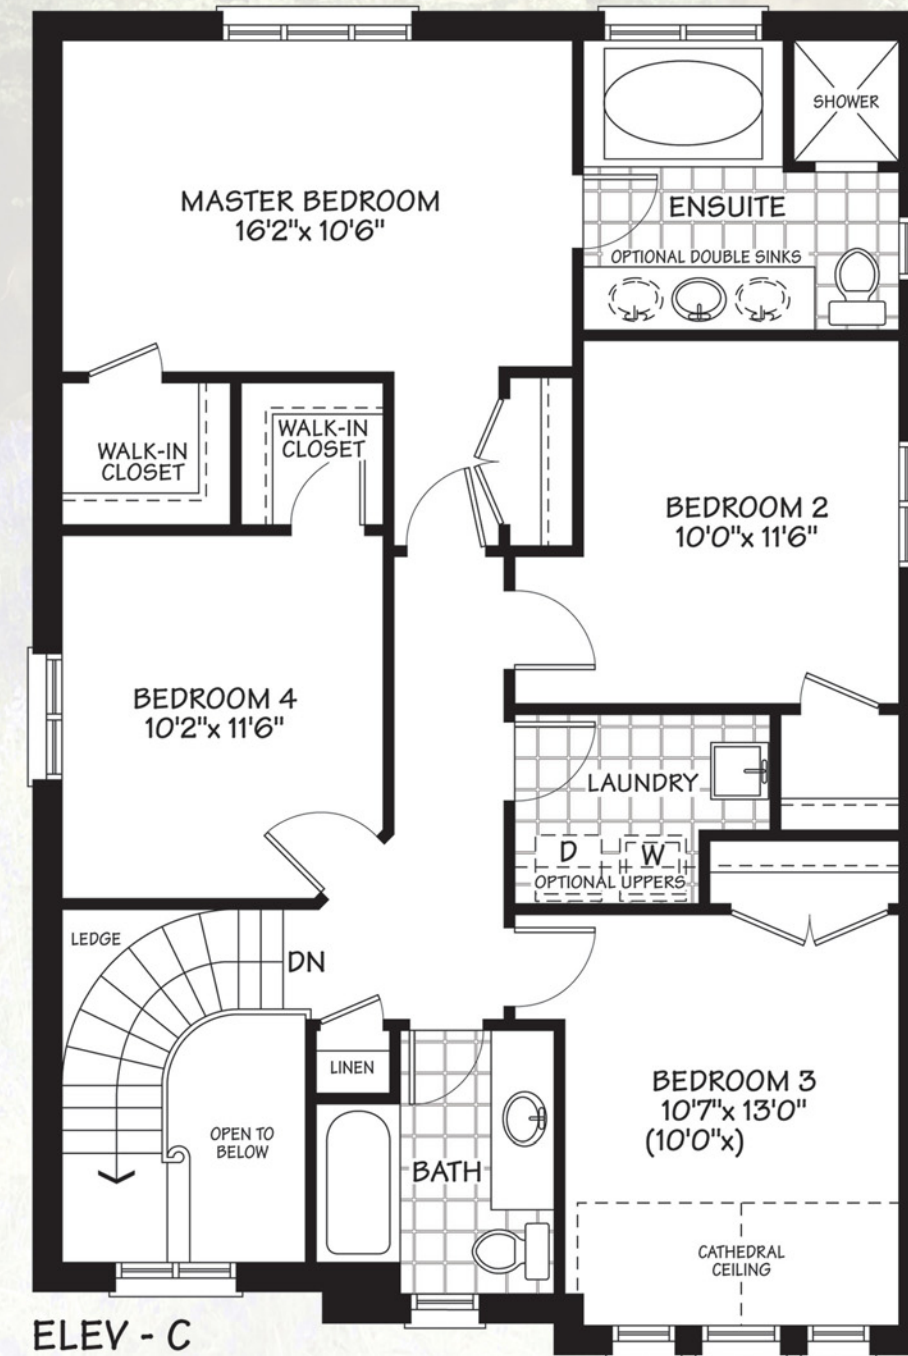 SHOWER
MASTER BEDROOM
16'2"x 10'6"
ENSUITE
OPTIONAL DOUBLE SINKS
WALK-IN
CLOSET
WALK-IN
CLOSET
BEDROOM 2
10'0"x 11'6"
BEDROOM 4
10'2"x 11'6"
LAUNDRY
D
W
OPTIONAL UPPERS
LEDGE
DN
LINEN
OPEN TO
BELOW
BATH
BEDROOM 3
10'7"x 13'0"
(10'0"x)
CATHEDRAL
CEILING
ELEV - C